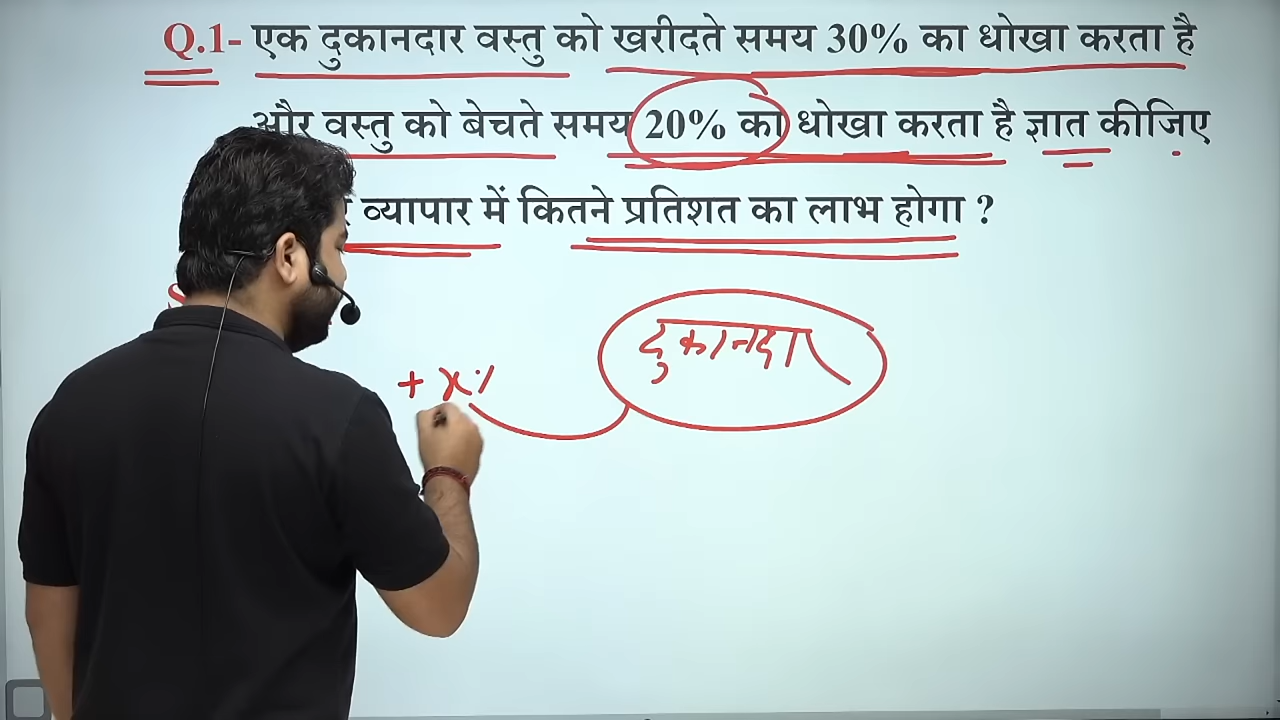 Q.1- एक दुकानदार वस्तु को खरीदते समय 30% का धोखा करता है
और वस्तु को बेचते समय 20% का धोखा करता है ज्ञात कीजिए
व्यापार में कितने प्रतिशत का लाभ होगा ?
दुकानदार
+ x%